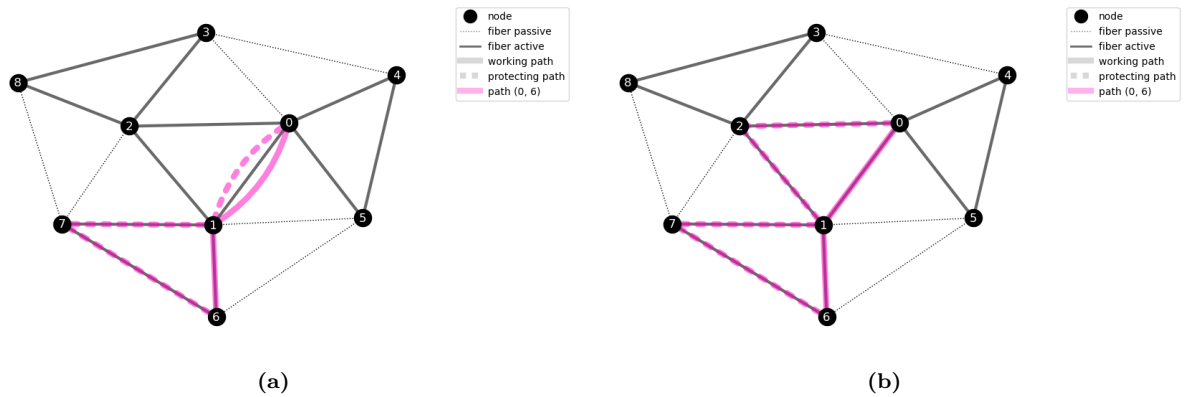 3
4
8
2
0
7
1
5
6
node
fiber passive
fiber active
working path
protecting path
path (0, 6)
(a)
3
4
8
2
0
7
1
5
6
node
fiber passive
fiber active
working path
protecting path
path (0, 6)
(b)